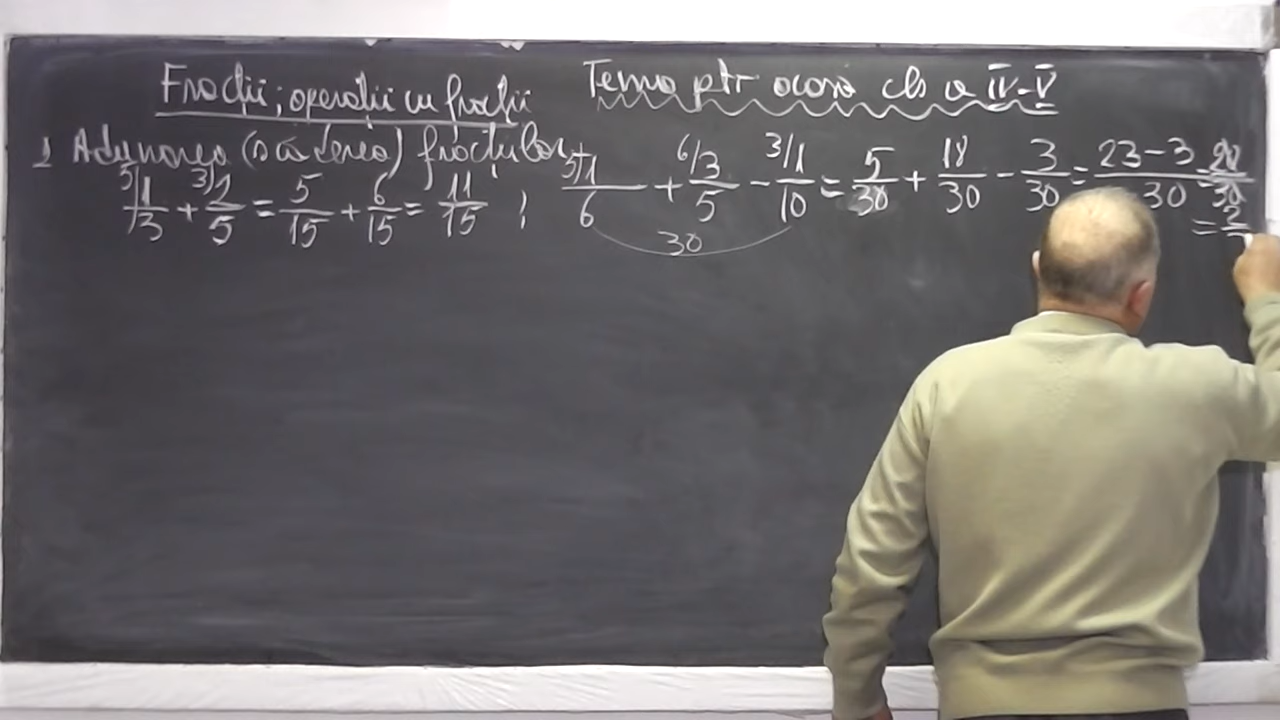 Fracții; operații cu fracții
Temă ptr acasă cls a IV-V
1 Adunarea (scăderea) fracțiilor
5/1/3 + 3/2/5 = 5/15 + 6/15 = 11/15 ;
5/1/6 + 6/3/5 - 3/1/10 = 5/30 + 18/30 - 3/30 = 23-3/30 = 20/30
30
= 2